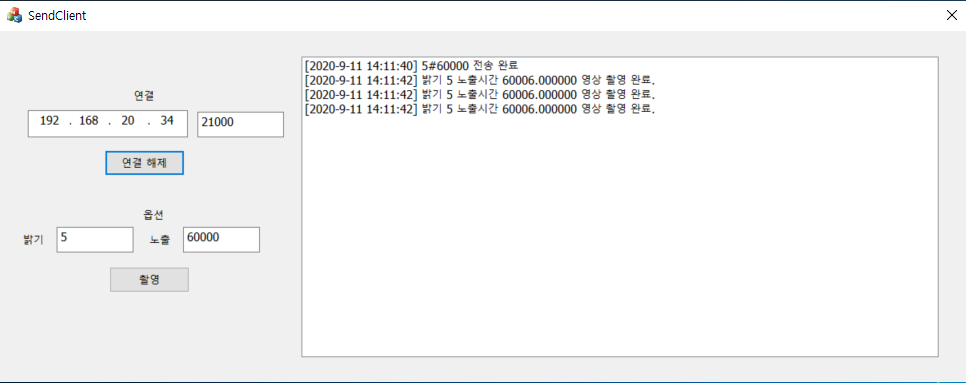 SendClient
연결
192 . 168 . 20 . 34 21000
연결 해제
옵션
밝기 5 노출 60000
촬영
[2020-9-11 14:11:40] 5#60000 전송 완료
[2020-9-11 14:11:42] 밝기 5 노출시간 60006.000000 영상 촬영 완료.
[2020-9-11 14:11:42] 밝기 5 노출시간 60006.000000 영상 촬영 완료.
[2020-9-11 14:11:42] 밝기 5 노출시간 60006.000000 영상 촬영 완료.